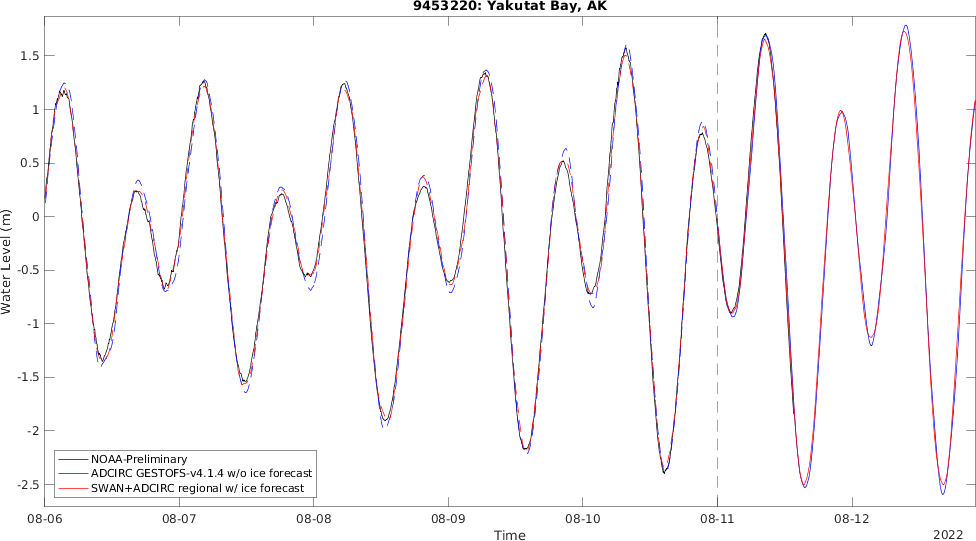 9453220: Yakutat Bay, AK
Water Level (m)
1.5
1
0.5
0
-0.5
-1
-1.5
-2
-2.5
NOAA-Preliminary
ADCIRC GESTOFS-v4.1.4 w/o ice forecast
SWAN+ADCIRC regional w/ ice forecast
08-06 08-07 08-08 08-09 08-10 08-11 08-12
Time
2022